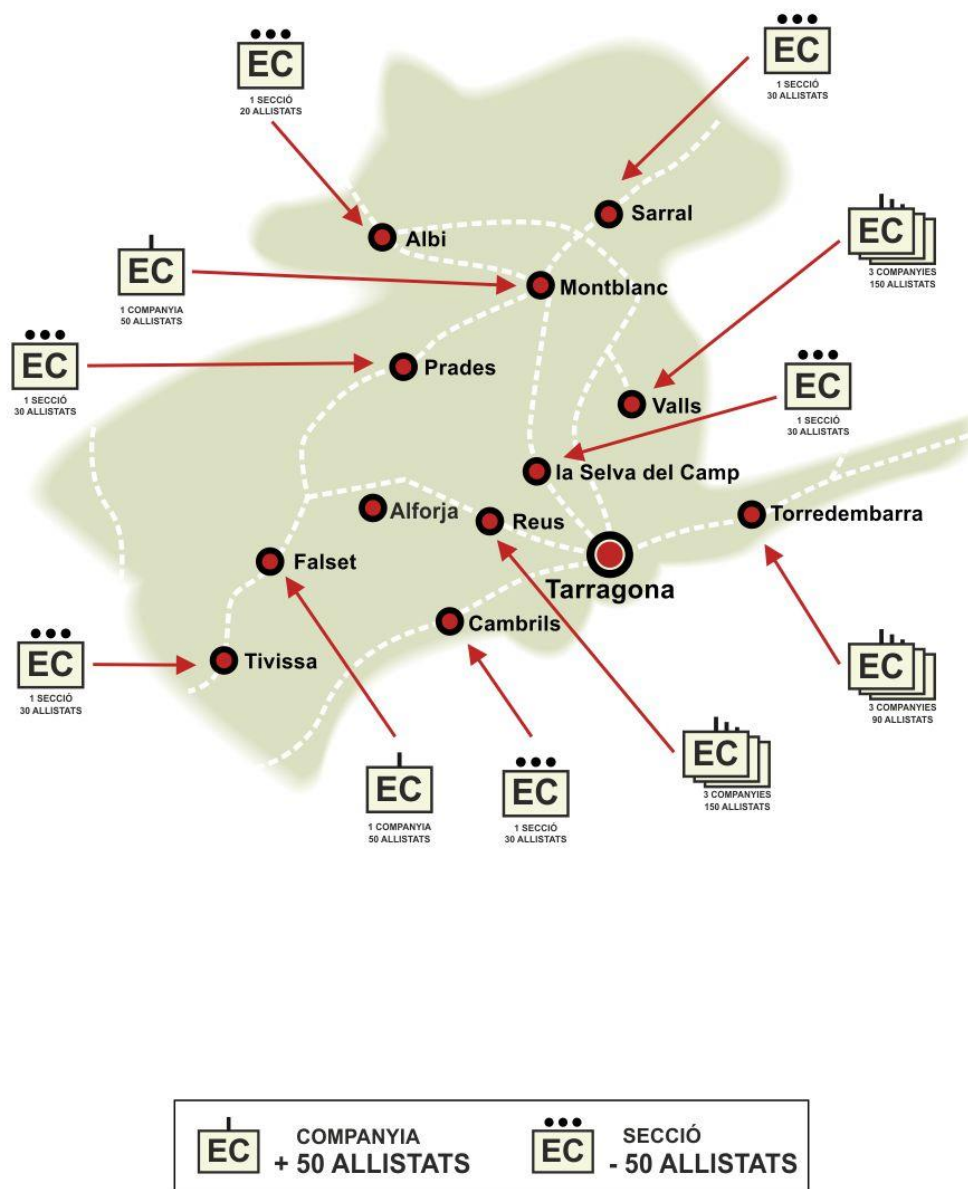 EC
1 SECCIÓ
20 ALLISTATS
EC
1 SECCIÓ
30 ALLISTATS
Sarral
Albi
EC
3 COMPANYIES
150 ALLISTATS
EC
1 COMPANYIA
50 ALLISTATS
Montblanc
EC
1 SECCIÓ
30 ALLISTATS
Prades
EC
1 SECCIÓ
30 ALLISTATS
Valls
la Selva del Camp
Alforja
Reus
Torredembarra
Falset
Tarragona
Cambrils
EC
1 SECCIÓ
30 ALLISTATS
Tivissa
EC
3 COMPANYIES
90 ALLISTATS
EC
3 COMPANYIES
150 ALLISTATS
EC
1 COMPANYIA
50 ALLISTATS
EC
1 SECCIÓ
30 ALLISTATS
EC
COMPANYIA
+ 50 ALLISTATS
EC
SECCIÓ
- 50 ALLISTATS